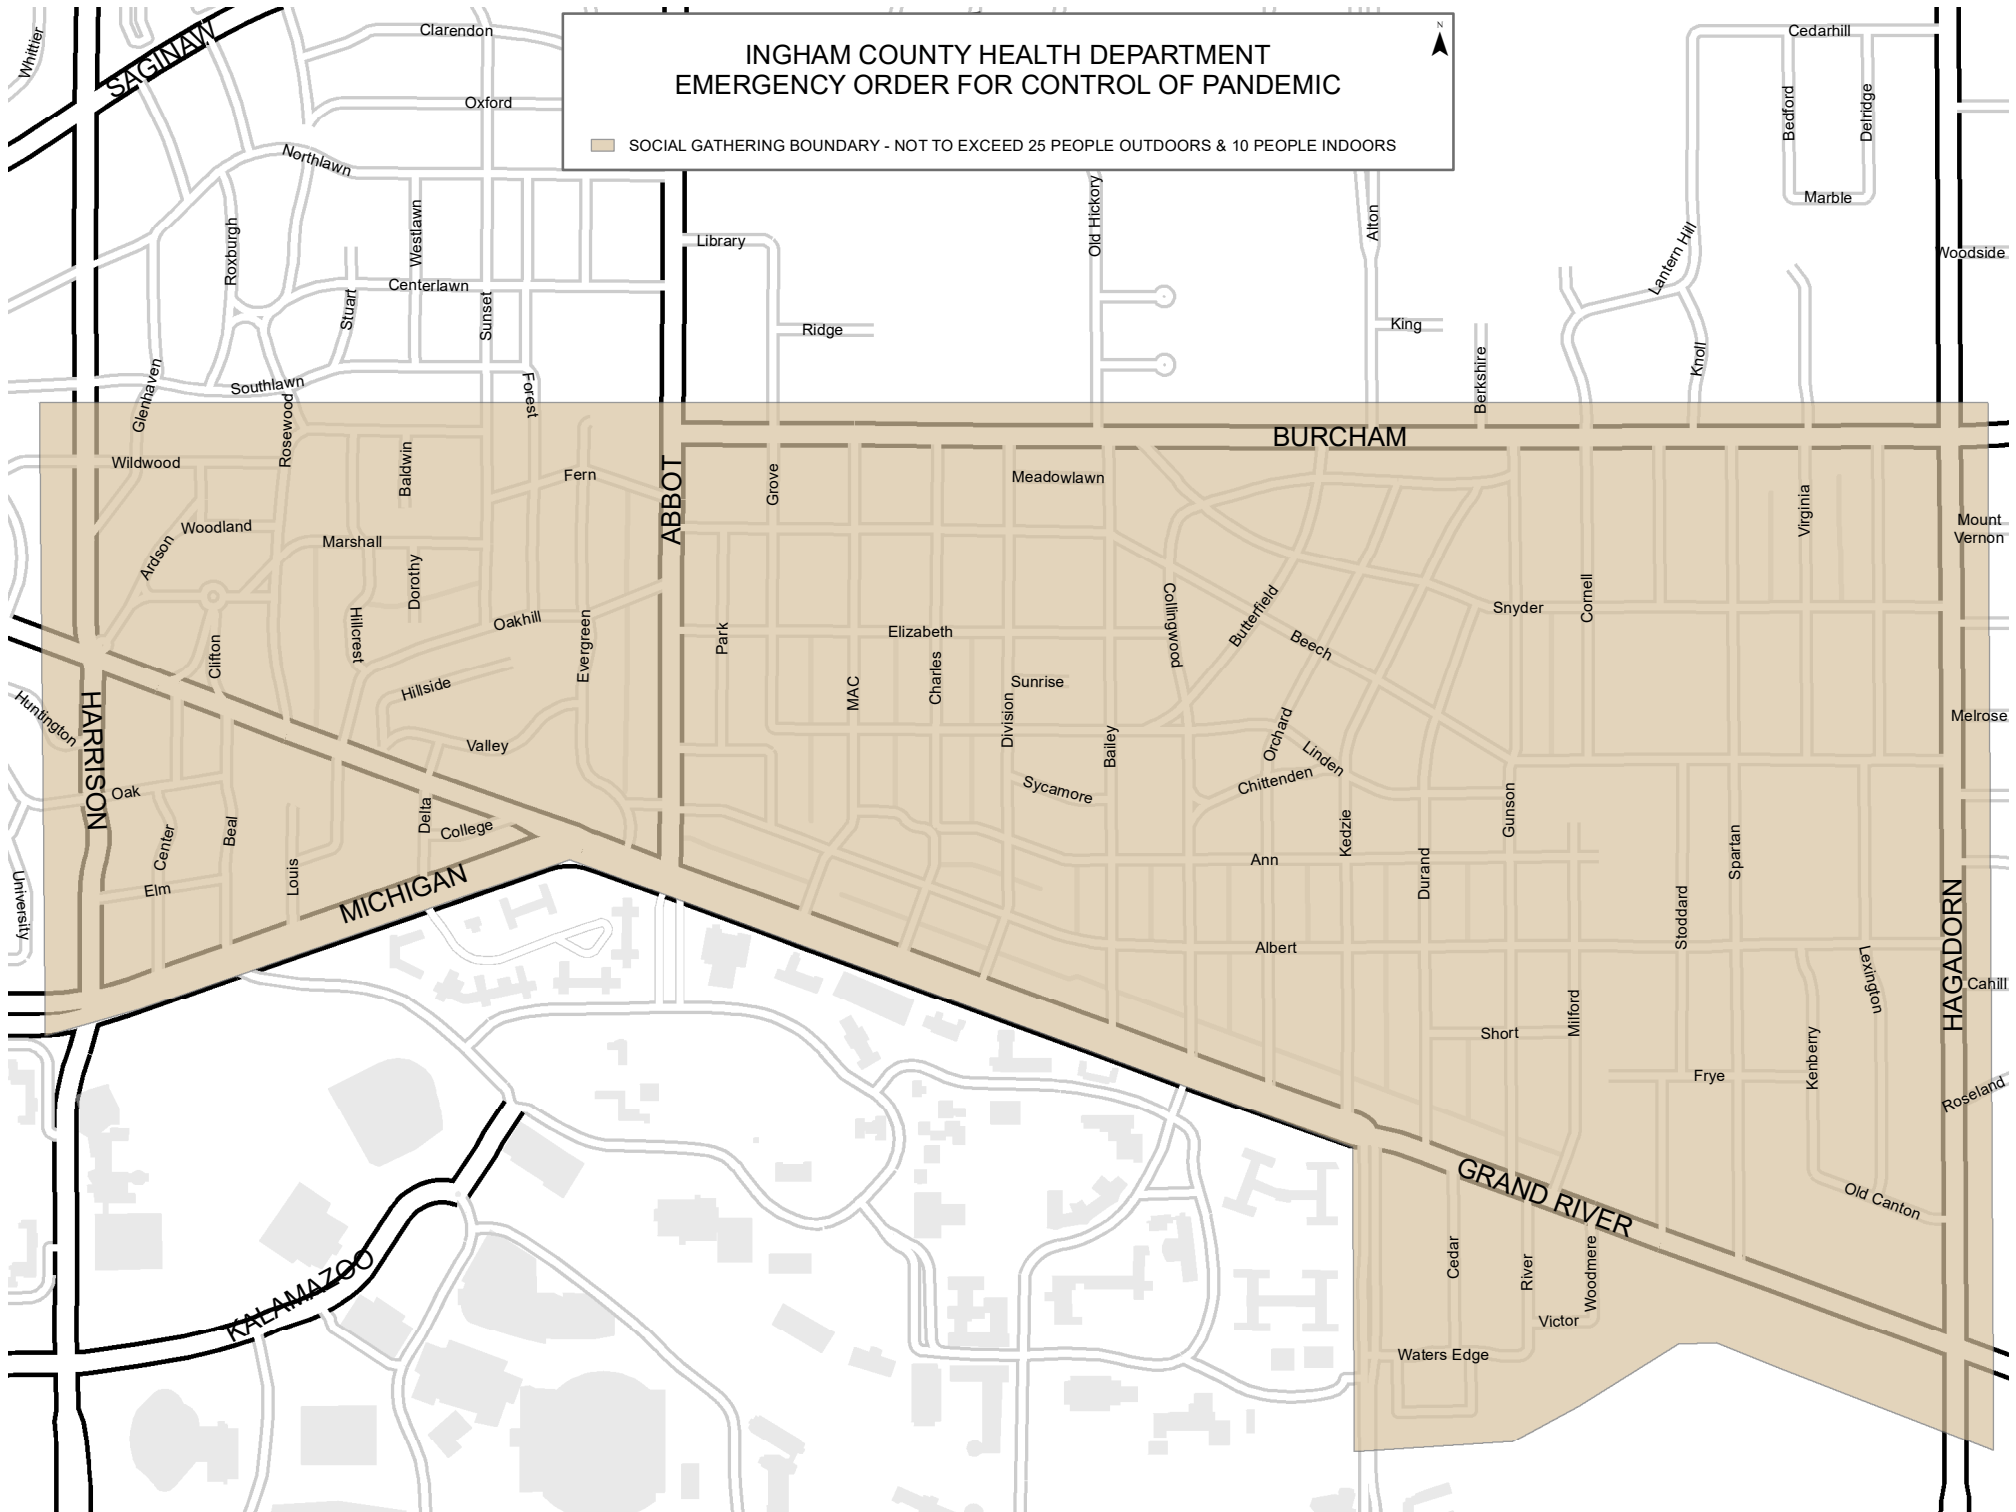 Whittier
SAGINAW
Clarendon
Oxford
N
INGHAM COUNTY HEALTH DEPARTMENT
EMERGENCY ORDER FOR CONTROL OF PANDEMIC
SOCIAL GATHERING BOUNDARY - NOT TO EXCEED 25 PEOPLE OUTDOORS & 10 PEOPLE INDOORS
Cedarhill
Bedford
Delridge
Marble
Northlawn
Roxburgh
Westlawn
Library
Old Hickory
Alton
Lantern Hill
Woodside
Centerlawn
Stuart
Sunset
Ridge
King
Berkshire
Knoll
Glenhaven
Southlawn
Rosewood
Forest
BURCHAM
Wildwood
Baldwin
Fern
ABBOT
Grove
Meadowlawn
Virginia
Mount
Vernon
Woodland
Ardson
Marshall
Dorothy
Hillcrest
Oakhill
Evergreen
Clifton
Park
Elizabeth
Charles
MAC
Sunrise
Division
Collingwood
Butterfield
Beech
Snyder
Cornell
Huntington
HARRISON
Hillside
Valley
Bailey
Orchard
Linden
Melrose
Oak
Center
Beal
Louis
Delta
College
Sycamore
Chittenden
Kedzie
Gunson
Elm
University
MICHIGAN
Ann
Durand
Spartan
Stoddard
Albert
HAGADORN
Lexington
Cahill
Short
Milford
Frye
Kenberry
Roseland
GRAND RIVER
Old Canton
Cedar
River
Woodmere
Victor
Waters Edge
KALAMAZOO